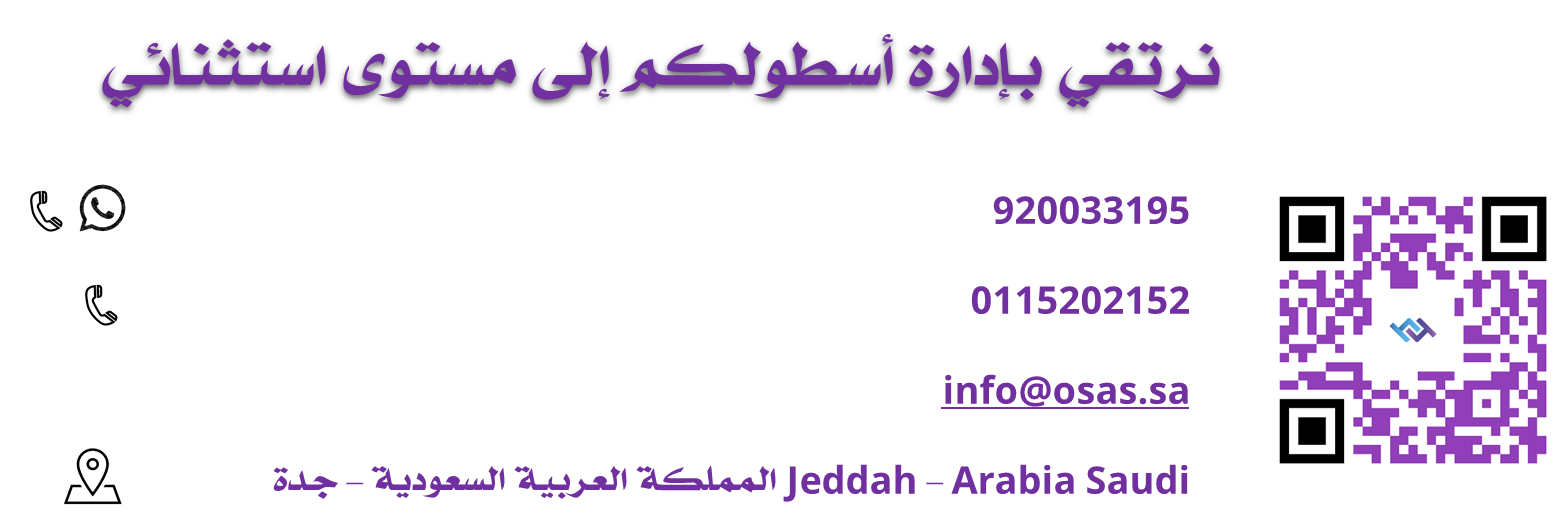 نرتقي بإدارة أسطولكم إلى مستوى استثنائي
920033195
0115202152
info@osas.sa
المملكة العربية السعودية – جدة Jeddah – Arabia Saudi